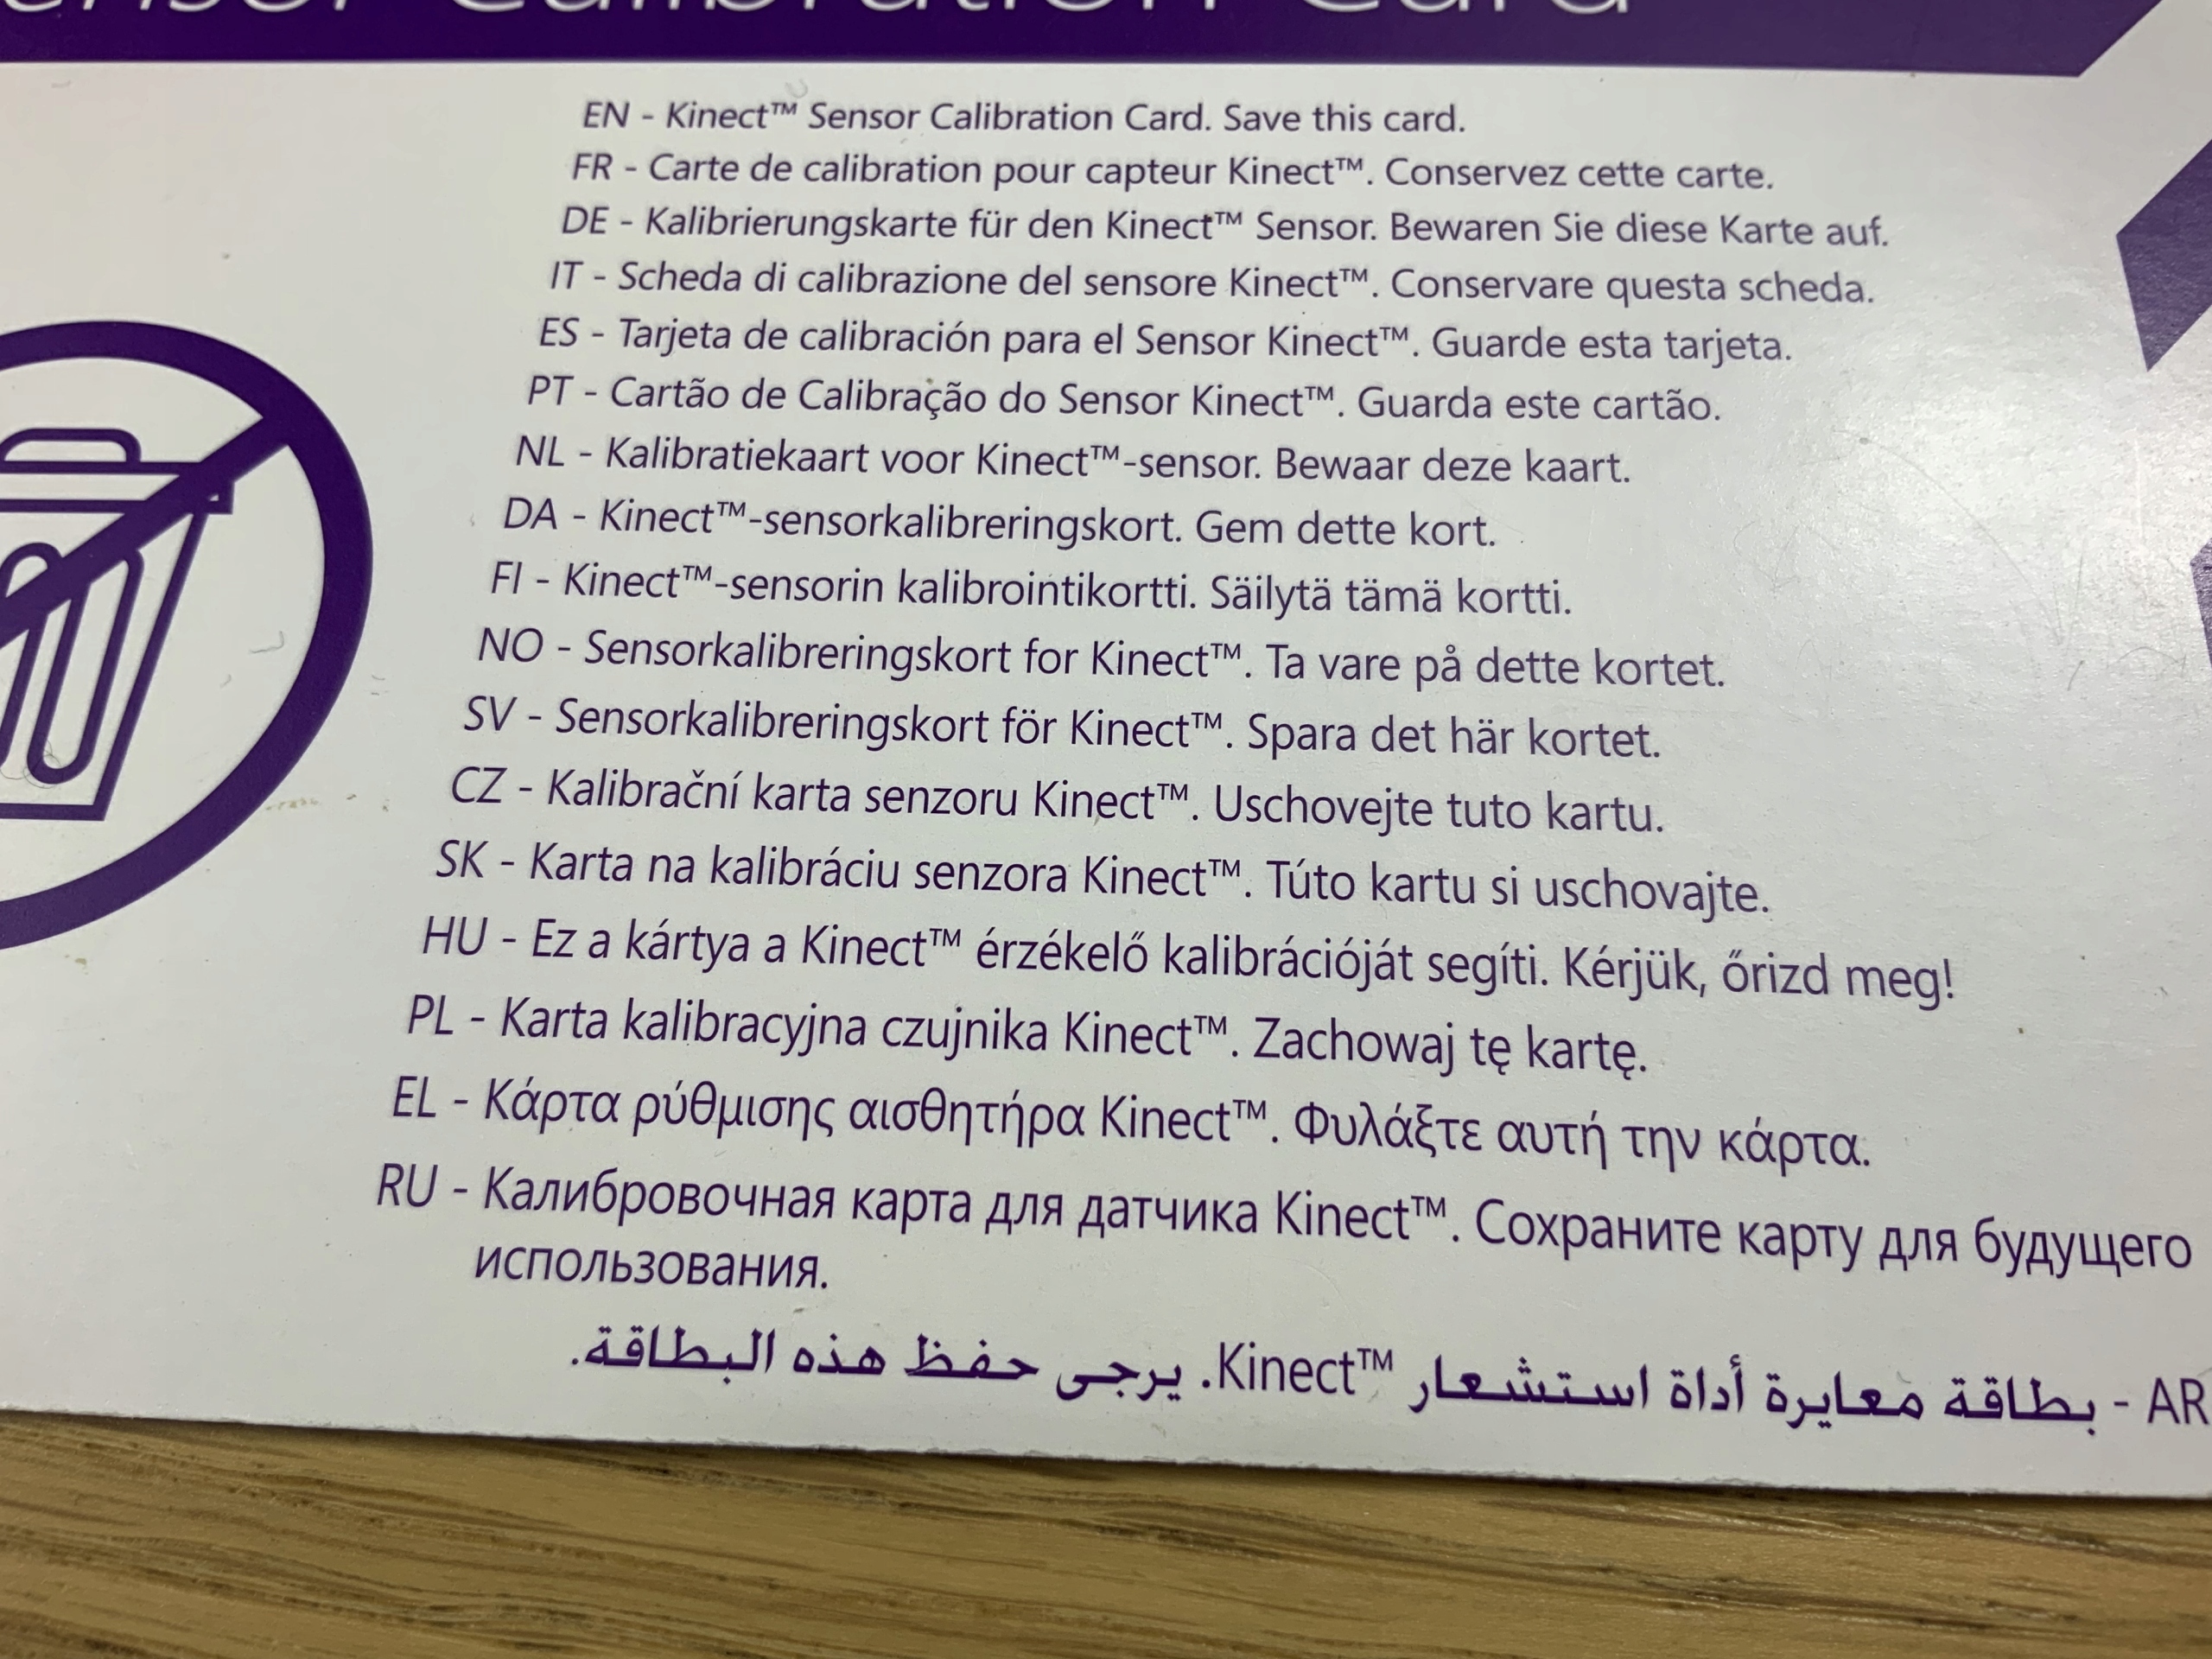 Sensor Calibration Card
EN - Kinect™ Sensor Calibration Card. Save this card.
FR - Carte de calibration pour capteur Kinect™. Conservez cette carte.
DE - Kalibrierungskarte für den Kinect™ Sensor. Bewaren Sie diese Karte auf.
IT - Scheda di calibrazione del sensore Kinect™. Conservare questa scheda.
ES - Tarjeta de calibración para el Sensor Kinect™. Guarde esta tarjeta.
PT - Cartão de Calibração do Sensor Kinect™. Guarda este cartão.
NL - Kalibratiekaart voor Kinect™-sensor. Bewaar deze kaart.
DA - Kinect™-sensorkalibreringskort. Gem dette kort.
FI - Kinect™-sensorin kalibrointikortti. Säilytä tämä kortti.
NO - Sensorkalibreringskort for Kinect™. Ta vare på dette kortet.
SV - Sensorkalibreringskort för Kinect™. Spara det här kortet.
CZ - Kalibrační karta senzoru Kinect™. Uschovejte tuto kartu.
SK - Karta na kalibráciu senzora Kinect™. Túto kartu si uschovajte.
HU - Ez a kártya a Kinect™ érzékelő kalibrációját segíti. Kérjük, őrizd meg!
PL - Karta kalibracyjna czujnika Kinect™. Zachowaj tę kartę.
EL - Κάρτα ρύθμισης αισθητήρα Kinect™. Φυλάξτε αυτή την κάρτα.
RU - Калибровочная карта для датчика Kinect™. Сохраните карту для будущего
использования.
AR - بطاقة معايرة أداة استشعار Kinect™. يرجى حفظ هذه البطاقة.